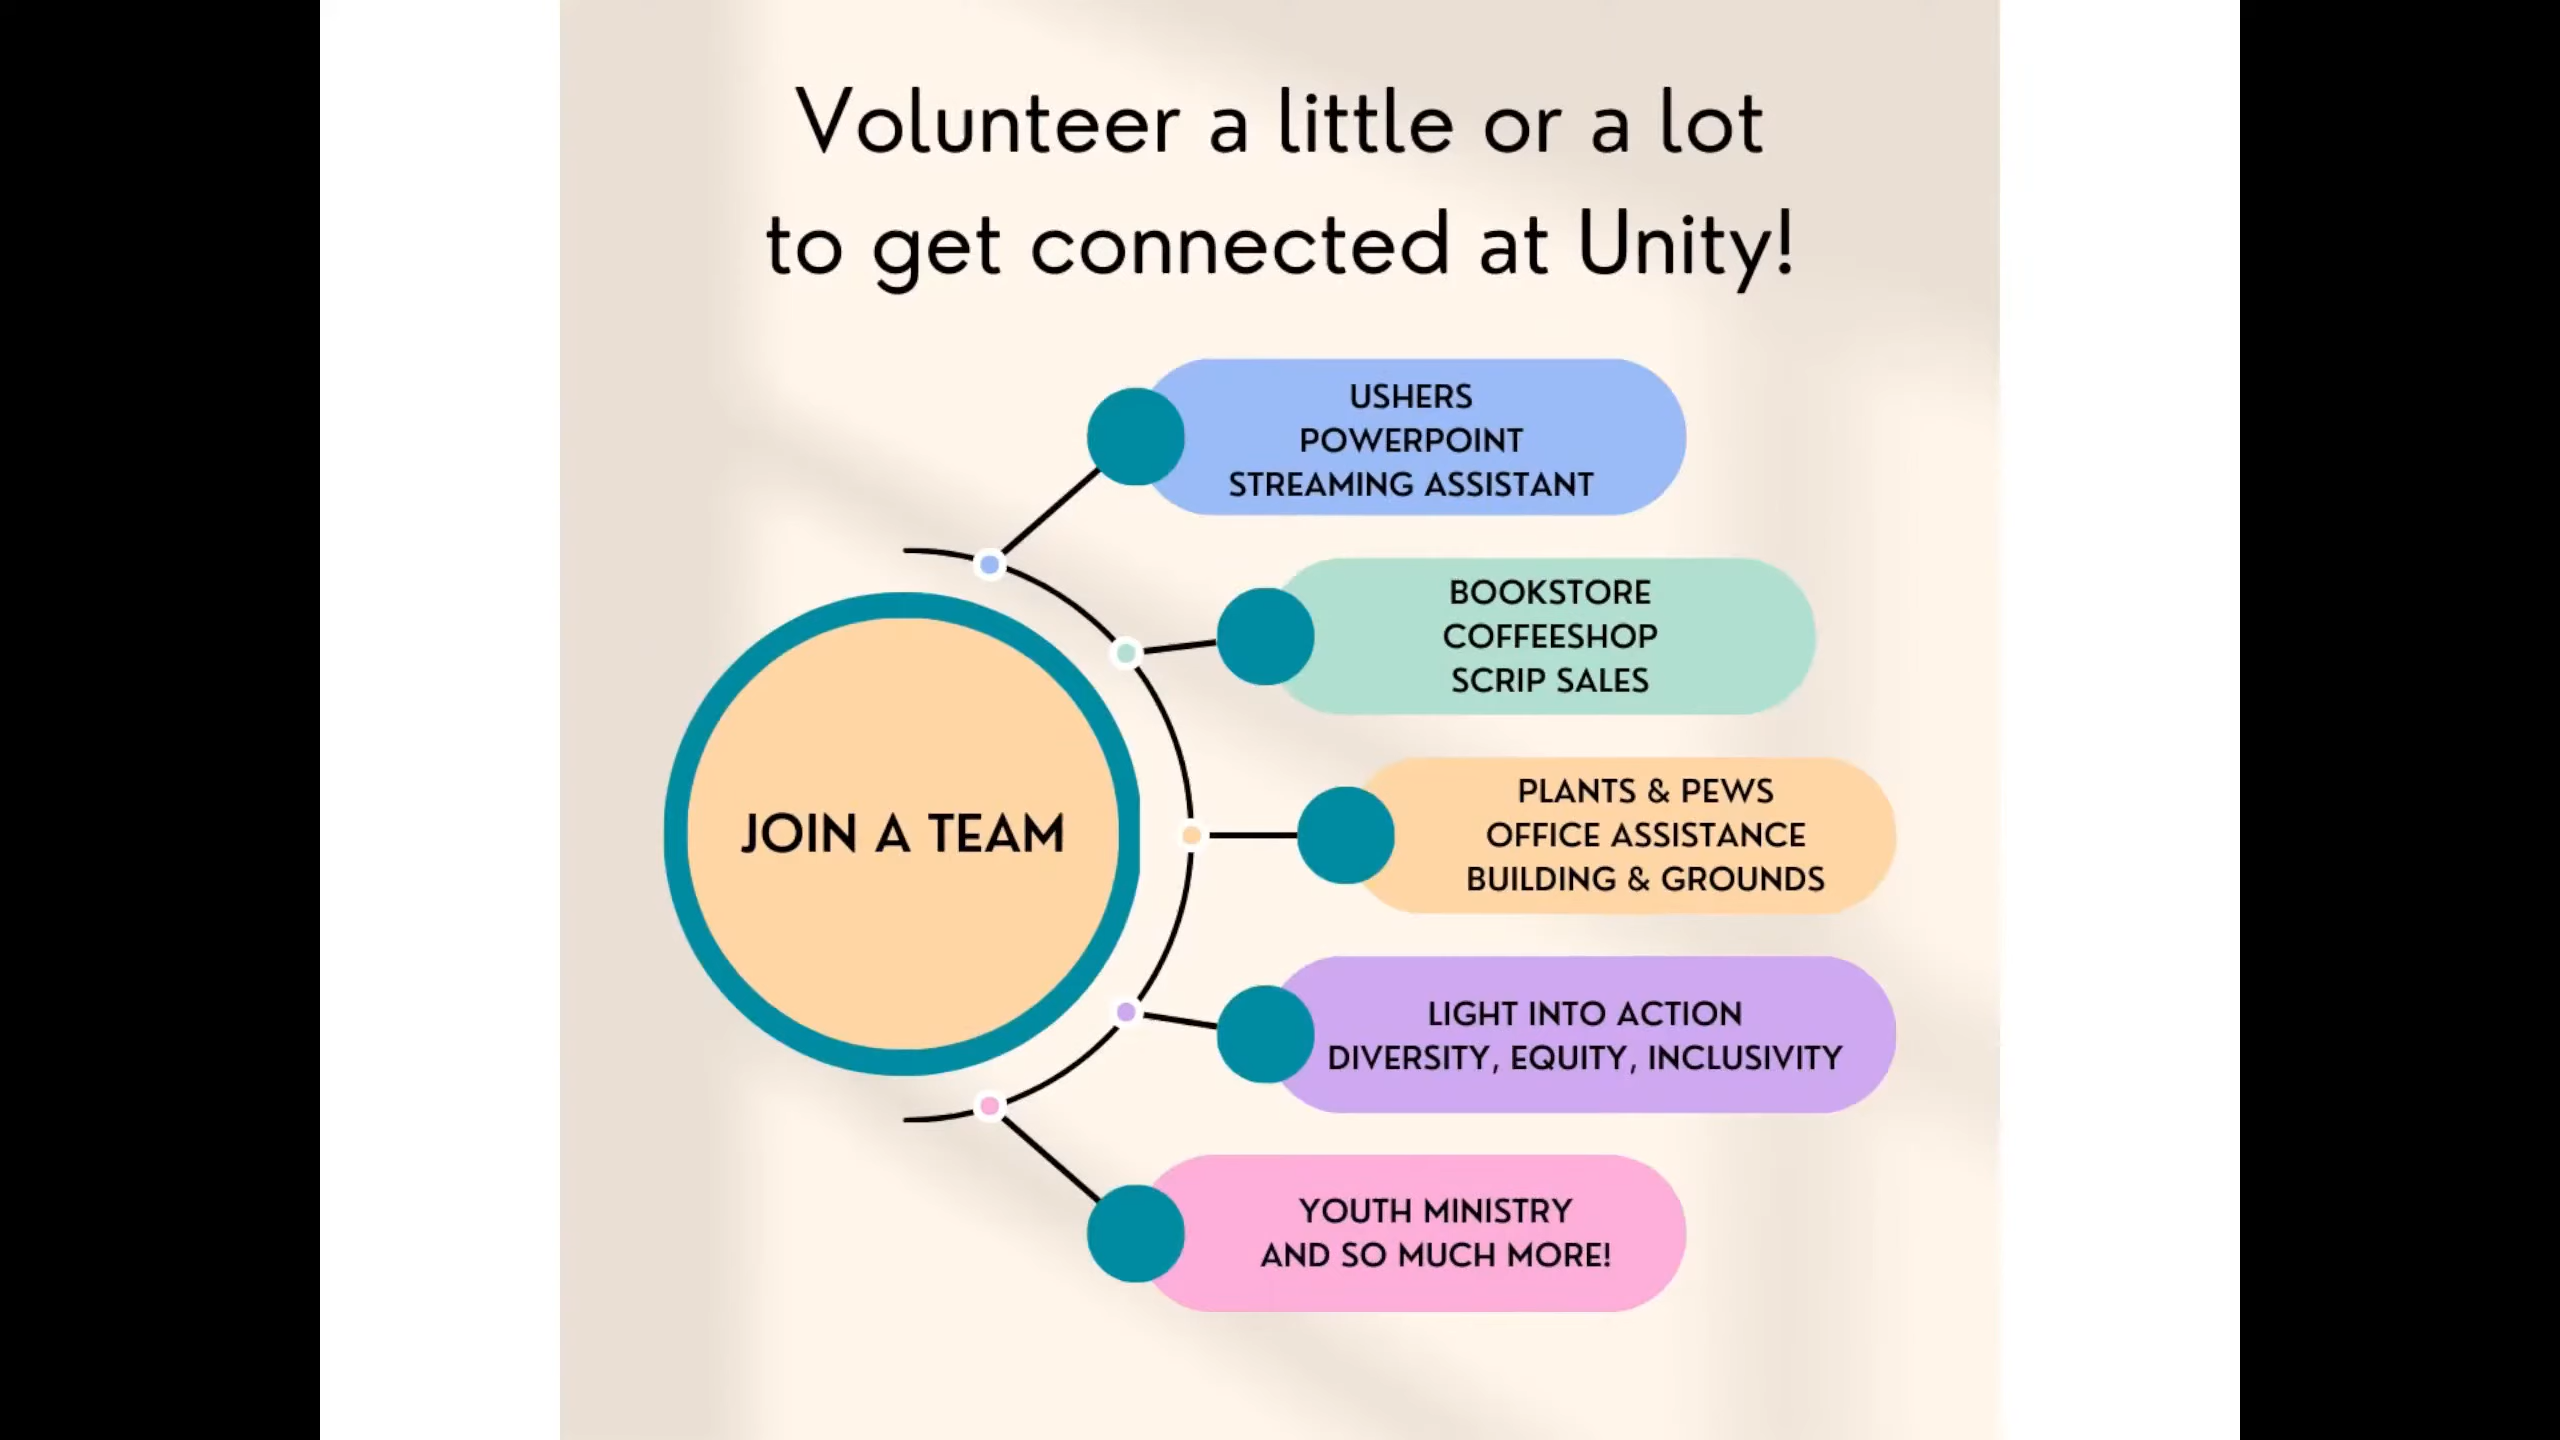 Volunteer a little or a lot
to get connected at Unity!
USHERS
POWERPOINT
STREAMING ASSISTANT
BOOKSTORE
COFFEESHOP
SCRIP SALES
JOIN A TEAM
PLANTS & PEWS
OFFICE ASSISTANCE
BUILDING & GROUNDS
LIGHT INTO ACTION
DIVERSITY, EQUITY, INCLUSIVITY
YOUTH MINISTRY
AND SO MUCH MORE!